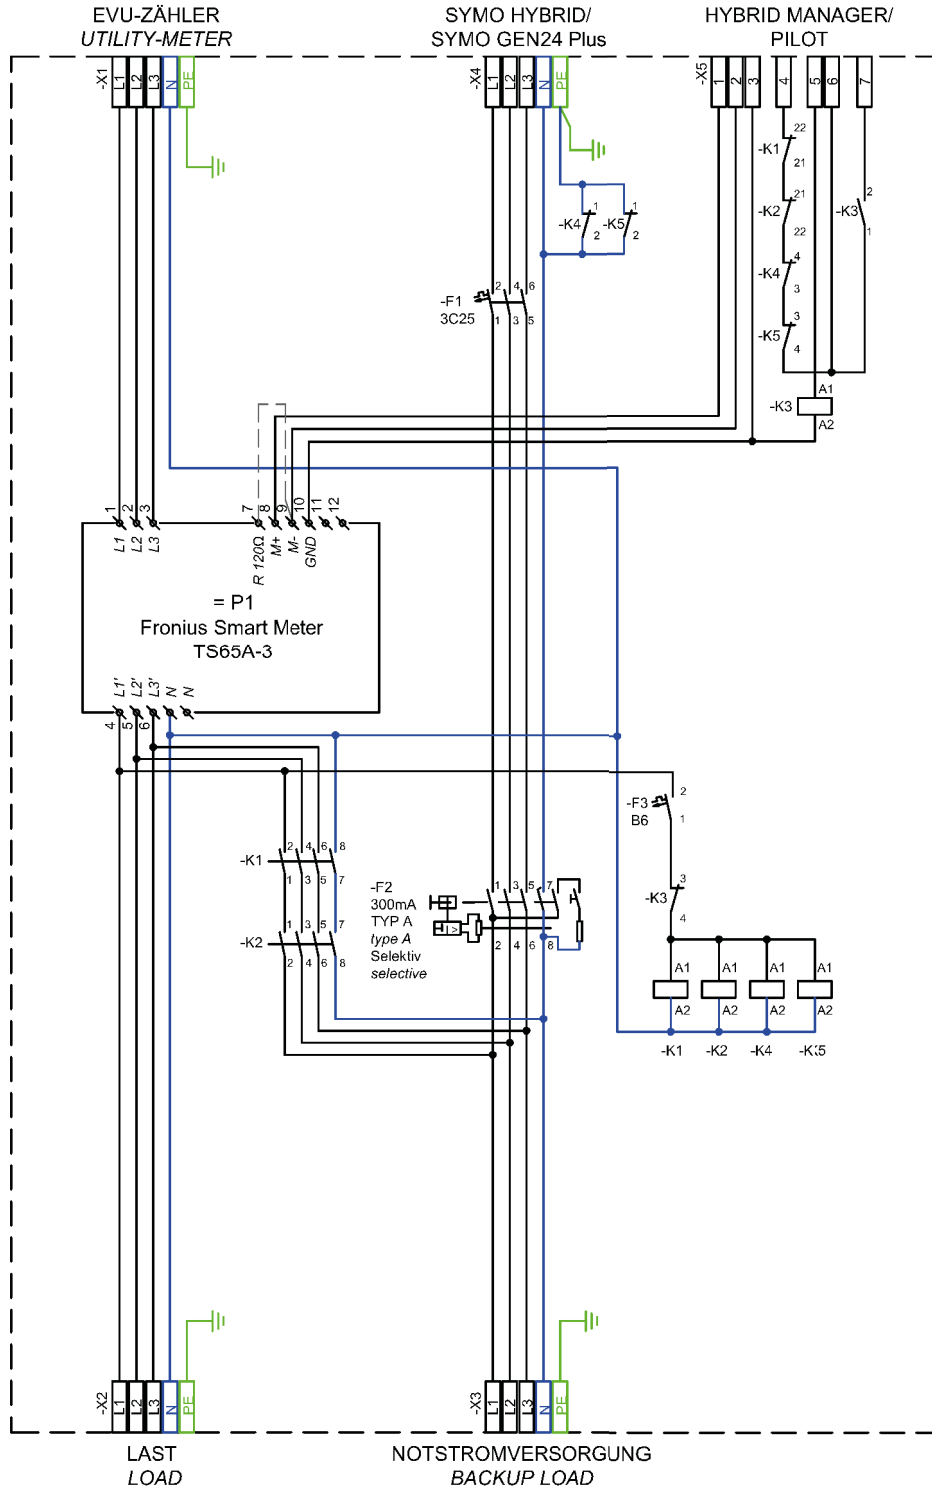 EVU-ZÄHLER
UTILITY-METER
SYMO HYBRID/
SYMO GEN24 Plus
HYBRID MANAGER/
PILOT
-X1
L1
L2
L3
N
PE
-X4
L1
L2
L3
N
PE
-X5
1
2
3
4
5
6
7
22
-K1
21
21
-K2
22
4
-K4
3
3
-K5
4
2
-K3
1
1
-K4
2
1
-K5
2
2 4 6
-F1
3C25
1 3 5
A1
-K3
A2
1
2
3
7
8
9
10
11
12
L1
L2
L3
R 120Ω
M+
M-
GND
= P1
Fronius Smart Meter
TS65A-3
L1'
L2'
L3'
N
N
4
5
6
2
-F3
B6
1
2 4 6 8
-K1
1 3 5 7
-F2
300mA
TYP A
type A
Selektiv
selective
1 3 5 7
I >
2 4 6 8
1 3 5 7
-K2
2 4 6 8
3
-K3
4
A1 A1 A1 A1
A2 A2 A2 A2
-K1 -K2 -K4 -K5
-X2
L1
L2
L3
N
PE
-X3
L1
L2
L3
N
PE
LAST
LOAD
NOTSTROMVERSORGUNG
BACKUP LOAD